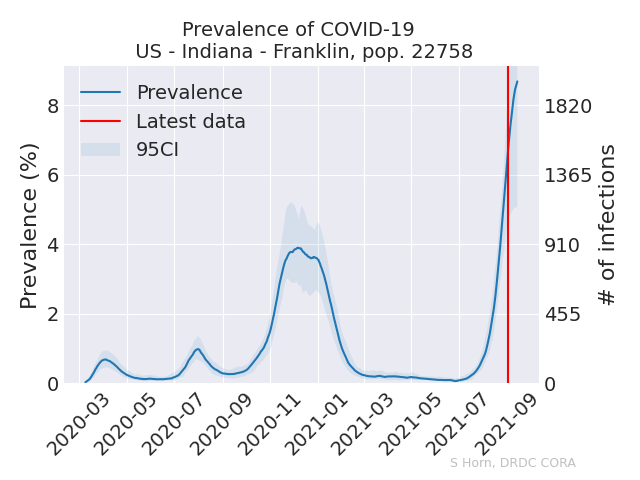 Prevalence of COVID-19
US - Indiana - Franklin, pop. 22758
Prevalence
Latest data
95CI
Prevalence (%)
8
6
4
2
0
1820
1365
910
455
0
# of infections
2020-03
2020-05
2020-07
2020-09
2020-11
2021-01
2021-03
2021-05
2021-07
2021-09
S Horn, DRDC CORA